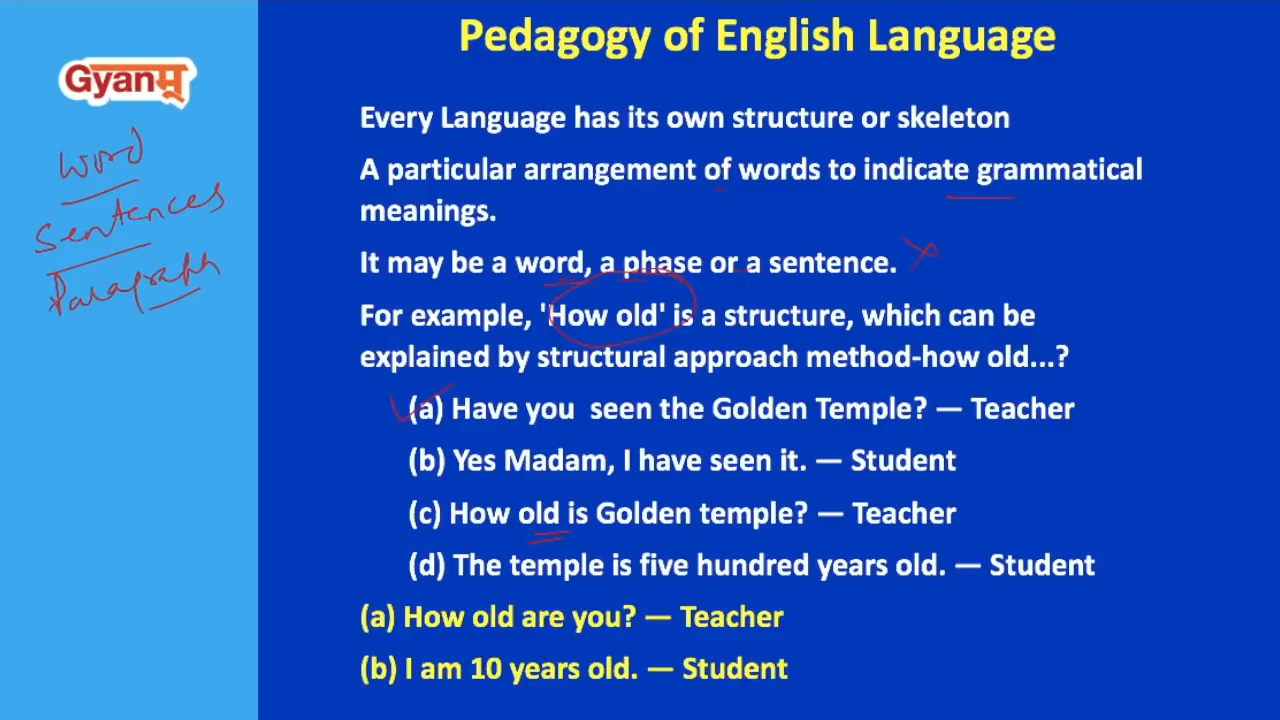 Pedagogy of English Language
Gyanभू
Every Language has its own structure or skeleton
A particular arrangement of words to indicate grammatical
meanings.
It may be a word, a phase or a sentence.
For example, 'How old' is a structure, which can be
explained by structural approach method-how old...?
(a) Have you seen the Golden Temple? — Teacher
(b) Yes Madam, I have seen it. — Student
(c) How old is Golden temple? — Teacher
(d) The temple is five hundred years old. — Student
(a) How old are you? — Teacher
(b) I am 10 years old. — Student
Word
Sentences
Paragraph